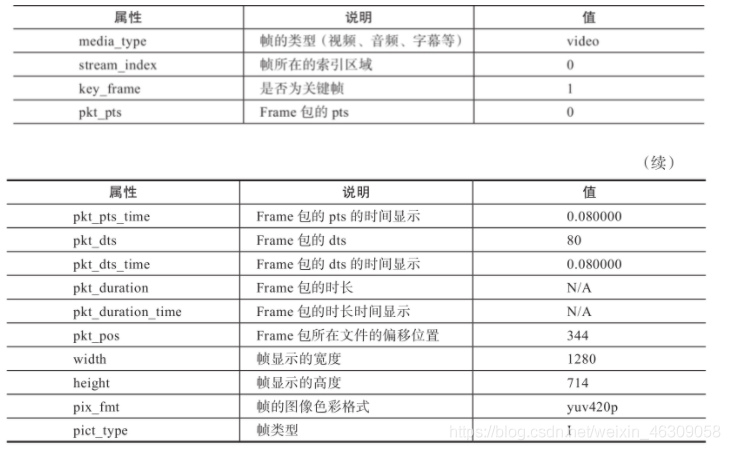 属性 说明 值
media_type 帧的类型（视频、音频、字幕等） video
stream_index 帧所在的索引区域 0
key_frame 是否为关键帧 1
pkt_pts Frame 包的 pts 0
（续）
属性 说明 值
pkt_pts_time Frame 包的 pts 的时间显示 0.080000
pkt_dts Frame 包的 dts 80
pkt_dts_time Frame 包的 dts 的时间显示 0.080000
pkt_duration Frame 包的时长 N/A
pkt_duration_time Frame 包的时长时间显示 N/A
pkt_pos Frame 包所在文件的偏移位置 344
width 帧显示的宽度 1280
height 帧显示的高度 714
pix_fmt 帧的图像色彩格式 yuv420p
pict_type 帧类型 I
https://blog.csdn.net/weixin_46309058